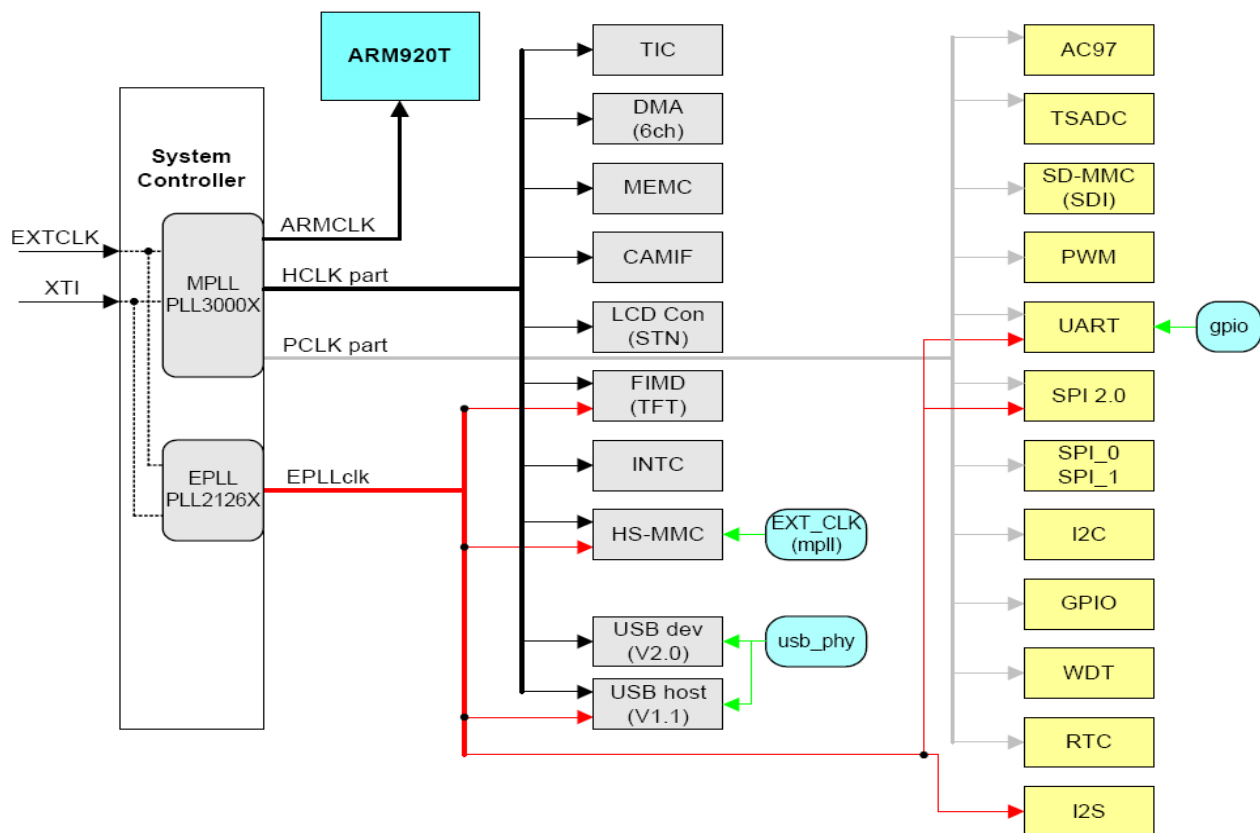 ARM920T
System
Controller
EXTCLK
XTI
MPLL
PLL3000X
EPLL
PLL2126X
ARMCLK
HCLK part
PCLK part
EPLLclk
TIC
DMA
(6ch)
MEMC
CAMIF
LCD Con
(STN)
FIMD
(TFT)
INTC
HS-MMC
USB dev
(V2.0)
USB host
(V1.1)
EXT_CLK
(mpll)
usb_phy
AC97
TSADC
SD-MMC
(SDI)
PWM
UART
gpio
SPI 2.0
SPI_0
SPI_1
I2C
GPIO
WDT
RTC
I2S